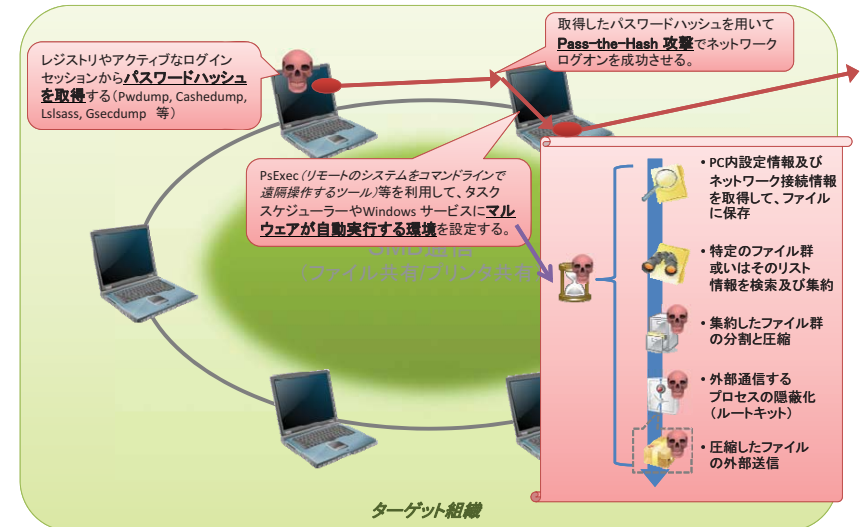 レジストリやアクティブなログイン
セッションからパスワードハッシュ
を取得する(Pwdump, Cashedump,
Lslsass, Gsecdump 等)
取得したパスワードハッシュを用いて
Pass-the-Hash 攻撃でネットワーク
ログオンを成功させる。
PsExec(リモートのシステムをコマンドラインで
遠隔操作するツール)等を利用して、タスク
スケジューラーやWindows サービスにマル
ウェアが自動実行する環境を設定する。
SMB通信
(ファイル共有/プリンタ共有
・PC内設定情報及び
ネットワーク接続情報
を取得して、ファイル
に保存
・特定のファイル群
或いはそのリスト
情報を検索及び集約
・集約したファイル群
の分割と圧縮
・外部通信する
プロセスの隠蔽化
(ルートキット)
・圧縮したファイル
の外部送信
ターゲット組織